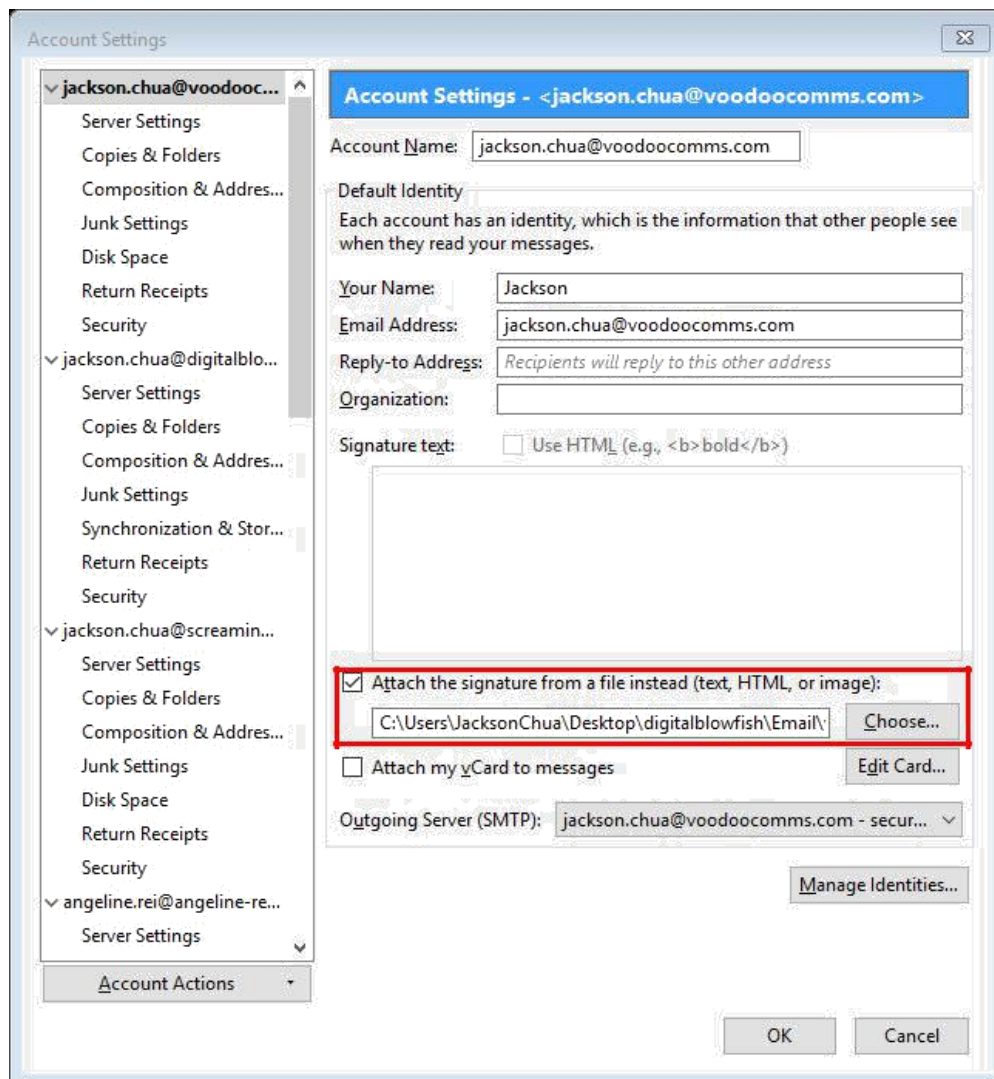 Account Settings
jackson.chua@voodooc...
Server Settings
Copies & Folders
Composition & Addres...
Junk Settings
Disk Space
Return Receipts
Security
jackson.chua@digitalblo...
Server Settings
Copies & Folders
Composition & Addres...
Junk Settings
Synchronization & Stor...
Return Receipts
Security
jackson.chua@screamin...
Server Settings
Copies & Folders
Composition & Addres...
Junk Settings
Disk Space
Return Receipts
Security
angeline.rei@angeline-re...
Server Settings
Account Actions
Account Settings - <jackson.chua@voodoocomms.com>
Account Name: jackson.chua@voodoocomms.com
Default Identity
Each account has an identity, which is the information that other people see
when they read your messages.
Your Name: Jackson
Email Address: jackson.chua@voodoocomms.com
Reply-to Address: Recipients will reply to this other address
Organization:
Signature text: Use HTML (e.g., <b>bold</b>)
Attach the signature from a file instead (text, HTML, or image):
C:\Users\JacksonChua\Desktop\digitalblowfish\Email\ Choose...
Attach my vCard to messages Edit Card...
Outgoing Server (SMTP): jackson.chua@voodoocomms.com - secur...
Manage Identities...
OK Cancel